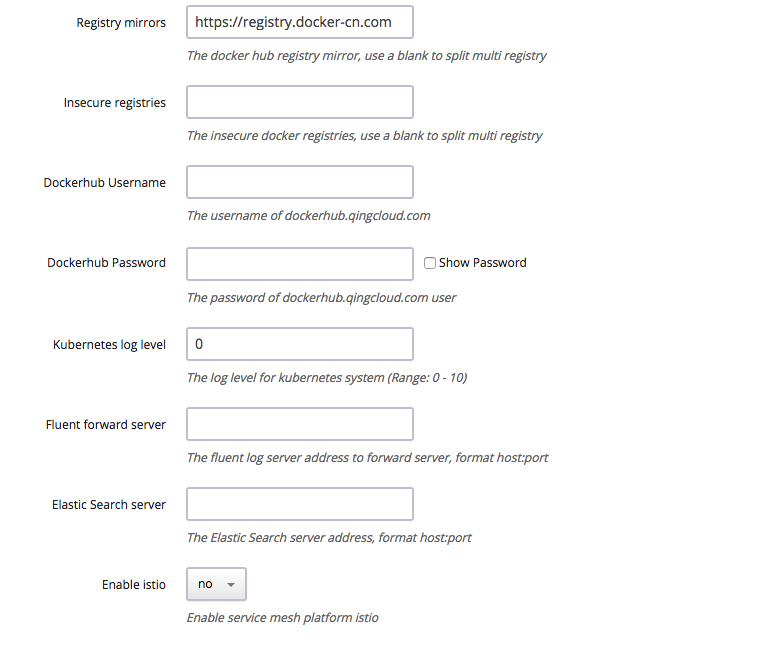 Registry mirrors https://registry.docker-cn.com
The docker hub registry mirror, use a blank to split multi registry
Insecure registries
The insecure docker registries, use a blank to split multi registry
Dockerhub Username
The username of dockerhub.qingcloud.com
Dockerhub Password Show Password
The password of dockerhub.qingcloud.com user
Kubernetes log level 0
The log level for kubernetes system (Range: 0 - 10)
Fluent forward server
The fluent log server address to forward server, format host:port
Elastic Search server
The Elastic Search server address, format host:port
Enable istio no
Enable service mesh platform istio